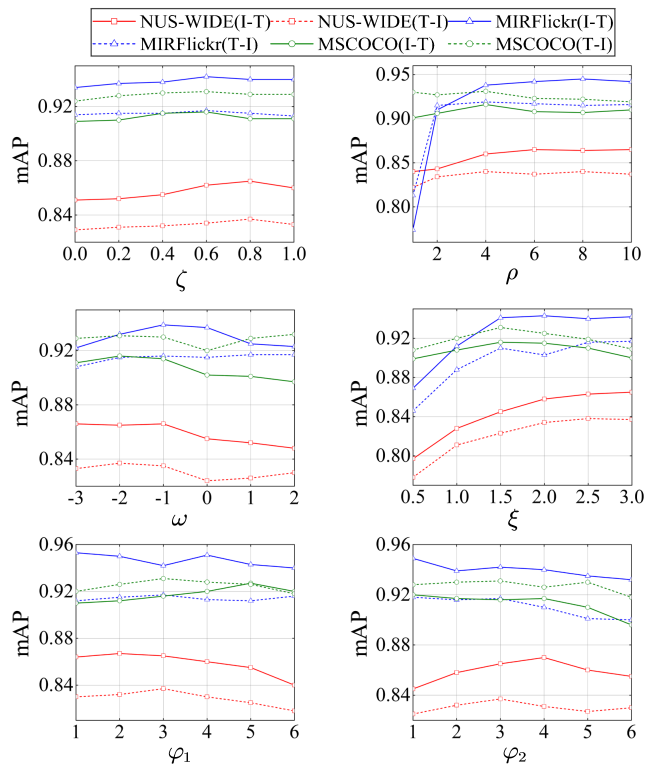 NUS-WIDE(I-T) NUS-WIDE(T-I) MIRFlickr(I-T)
MIRFlickr(T-I) MSCOCO(I-T) MSCOCO(T-I)
mAP
0.92
0.88
0.84
0.0 0.2 0.4 0.6 0.8 1.0
ζ
mAP
0.95
0.90
0.85
0.80
2 4 6 8 10
ρ
mAP
0.92
0.88
0.84
-3 -2 -1 0 1 2
ω
mAP
0.92
0.88
0.84
0.80
0.5 1.0 1.5 2.0 2.5 3.0
ξ
mAP
0.96
0.92
0.88
0.84
1 2 3 4 5 6
φ1
mAP
0.96
0.92
0.88
0.84
1 2 3 4 5 6
φ2